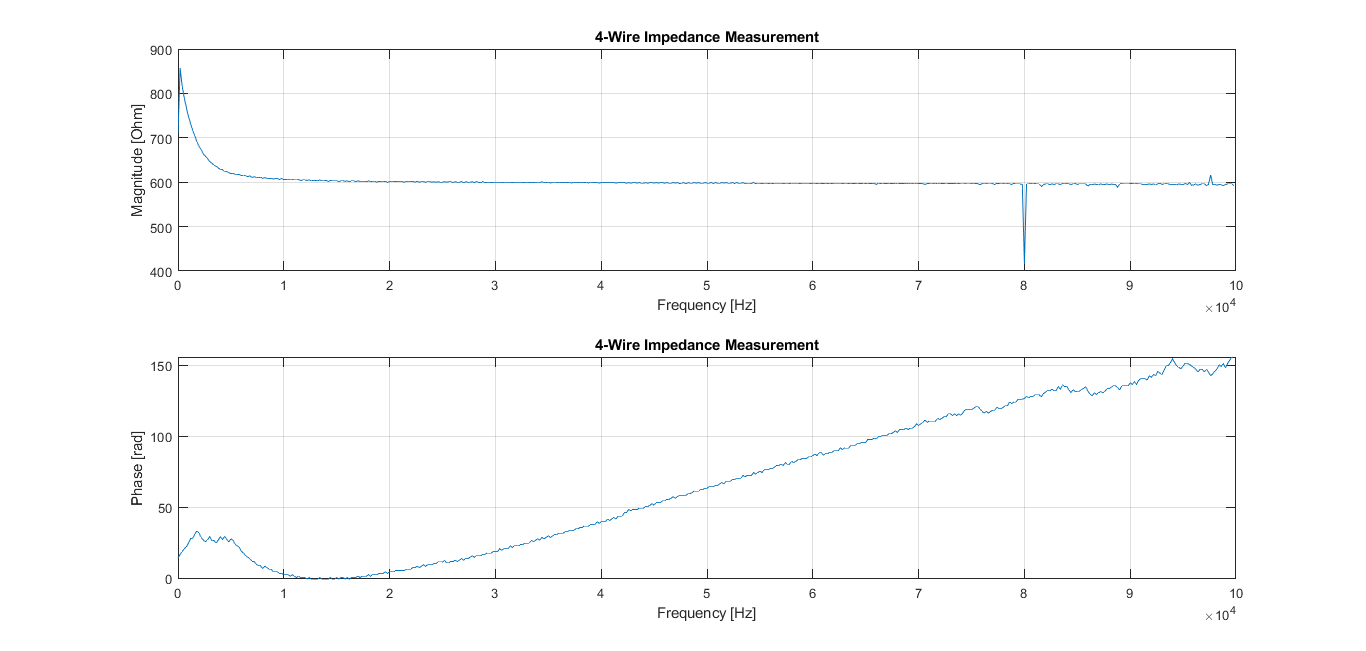 4-Wire Impedance Measurement
900
800
700
600
500
400
Magnitude [Ohm]
0 1 2 3 4 5 6 7 8 9 10
Frequency [Hz]
×10^4
4-Wire Impedance Measurement
150
100
50
0
Phase [rad]
0 1 2 3 4 5 6 7 8 9 10
Frequency [Hz]
×10^4